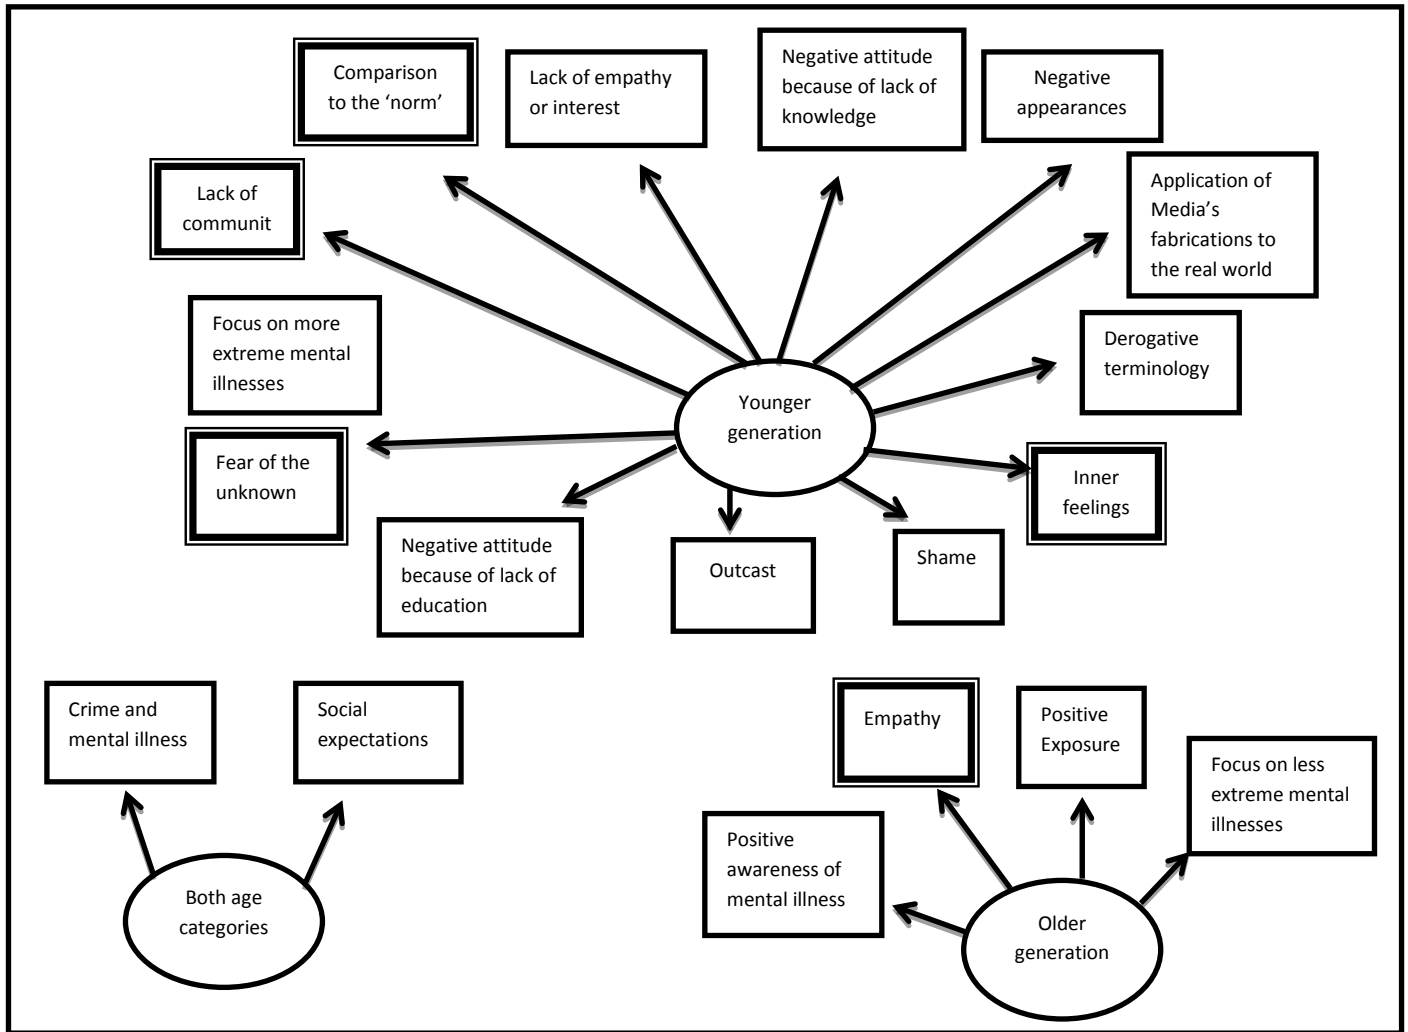 Comparison
to the ‘norm’
Lack of empathy
or interest
Negative attitude
because of lack of
knowledge
Negative
appearances
Lack of
communit
Application of
Media’s
fabrications to
the real world
Focus on more
extreme mental
illnesses
Derogative
terminology
Younger
generation
Fear of the
unknown
Inner
feelings
Negative attitude
because of lack of
education
Outcast
Shame
Crime and
mental illness
Social
expectations
Empathy
Positive
Exposure
Focus on less
extreme mental
illnesses
Positive
awareness of
mental illness
Both age
categories
Older
generation